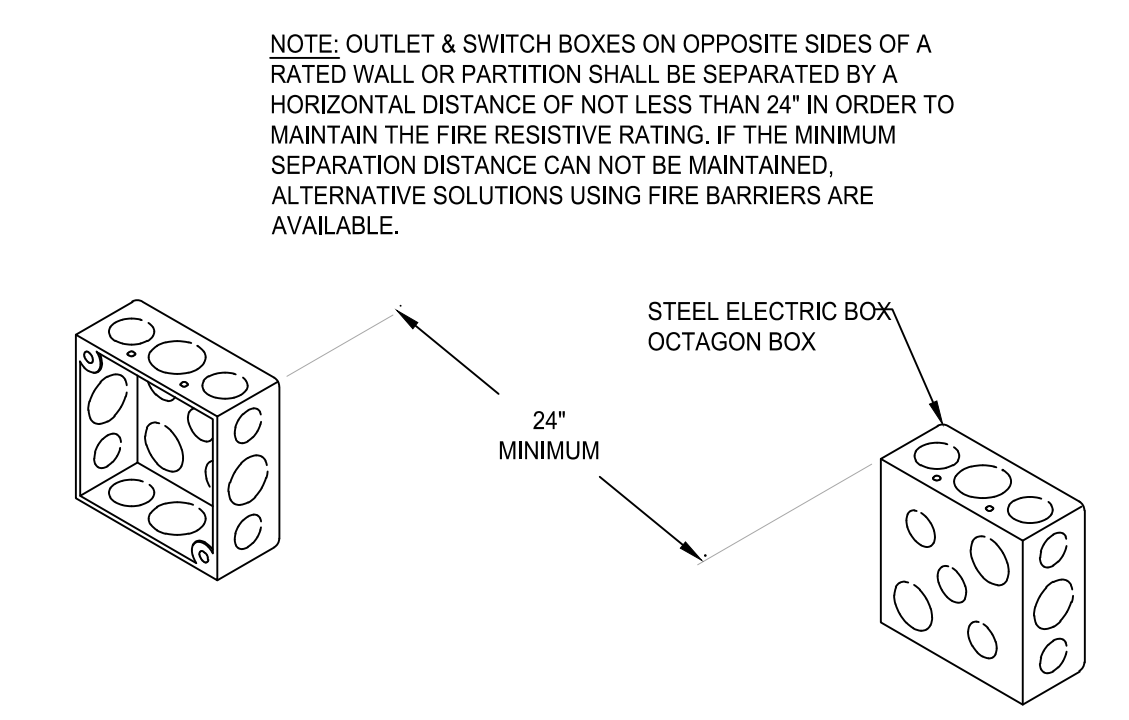 NOTE: OUTLET & SWITCH BOXES ON OPPOSITE SIDES OF A
RATED WALL OR PARTITION SHALL BE SEPARATED BY A
HORIZONTAL DISTANCE OF NOT LESS THAN 24" IN ORDER TO
MAINTAIN THE FIRE RESISTIVE RATING. IF THE MINIMUM
SEPARATION DISTANCE CAN NOT BE MAINTAINED,
ALTERNATIVE SOLUTIONS USING FIRE BARRIERS ARE
AVAILABLE.
STEEL ELECTRIC BOX
OCTAGON BOX
24"
MINIMUM